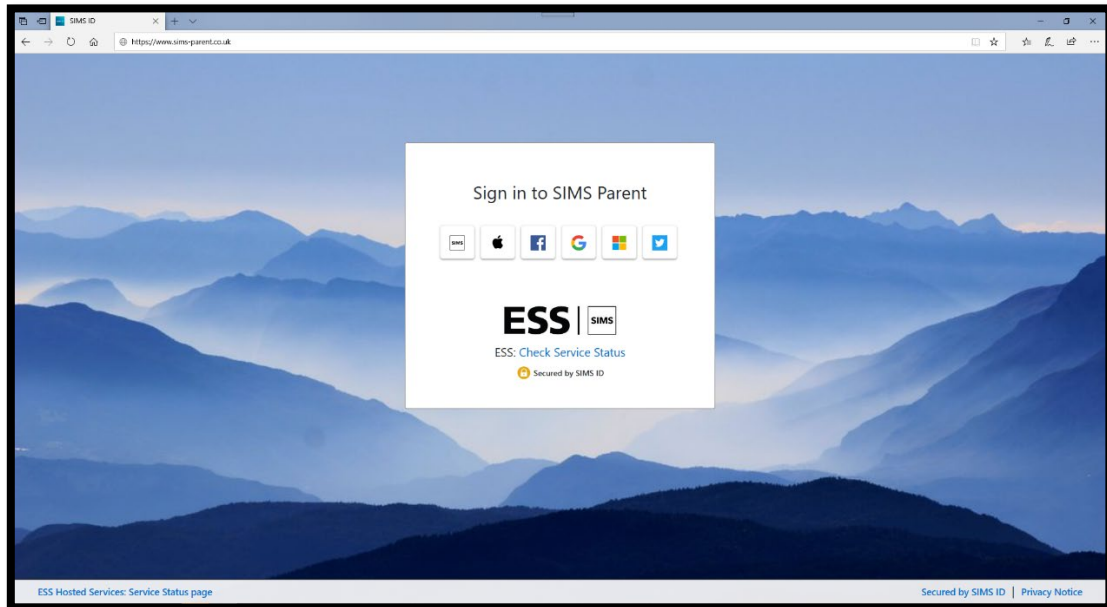 SIMS ID
https://www.sims-parent.co.uk
Sign in to SIMS Parent
SIMS
ESS | SIMS
ESS: Check Service Status
Secured by SIMS ID
ESS Hosted Services: Service Status page
Secured by SIMS ID | Privacy Notice